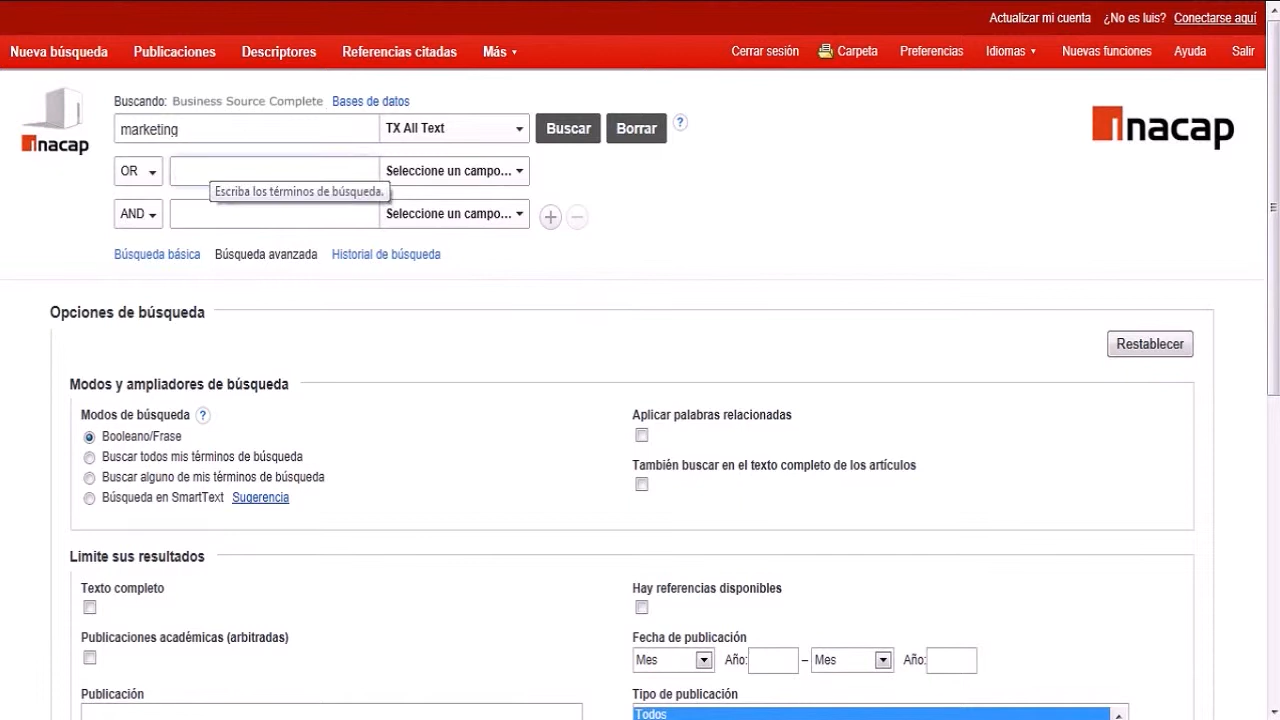 Actualizar mi cuenta ¿No es luis? Conectarse aquí
Nueva búsqueda Publicaciones Descriptores Referencias citadas Más Cerrar sesión Carpeta Preferencias Idiomas Nuevas funciones Ayuda Salir
Buscando: Business Source Complete Bases de datos
marketing TX All Text Buscar Borrar ?
inacap
inacap
OR Seleccione un campo...
Escriba los términos de búsqueda.
AND Seleccione un campo... + −
Búsqueda básica Búsqueda avanzada Historial de búsqueda
Opciones de búsqueda
Restablecer
Modos y ampliadores de búsqueda
Modos de búsqueda ? Aplicar palabras relacionadas
Booleano/Frase
Buscar todos mis términos de búsqueda
También buscar en el texto completo de los artículos
Buscar alguno de mis términos de búsqueda
Búsqueda en SmartText Sugerencia
Limite sus resultados
Texto completo Hay referencias disponibles
Publicaciones académicas (arbitradas) Fecha de publicación
Mes Año: – Mes Año:
Publicación Tipo de publicación
Todos